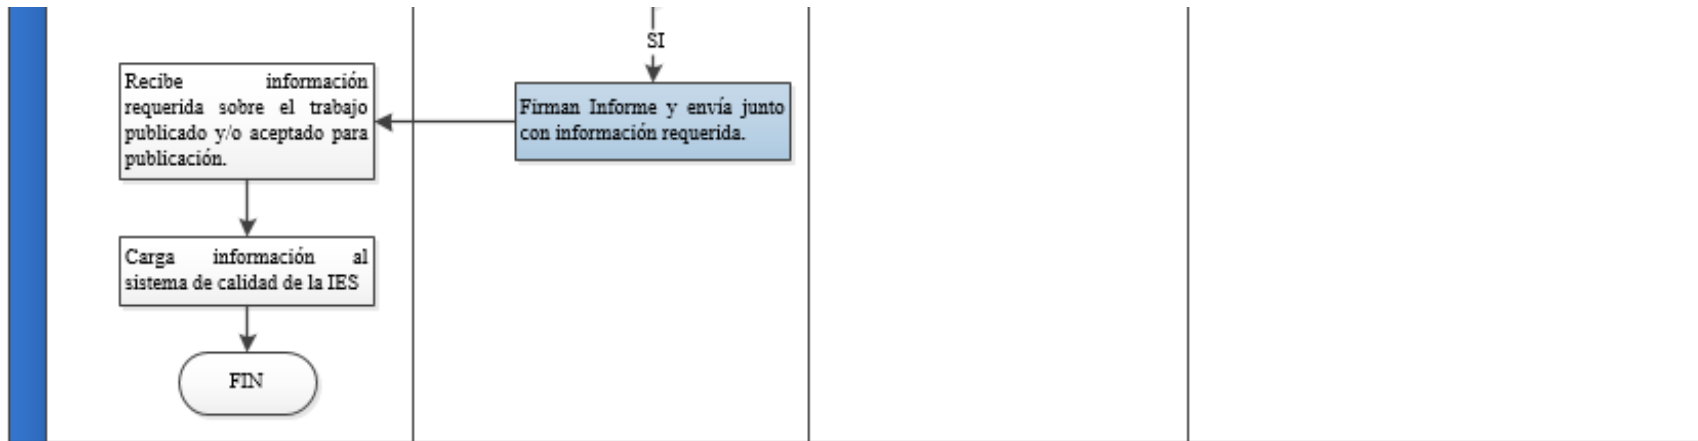 SI
Firman Informe y envía junto
con información requerida.
Recibe información
requerida sobre el trabajo
publicado y/o aceptado para
publicación.
Carga información al
sistema de calidad de la IES
FIN